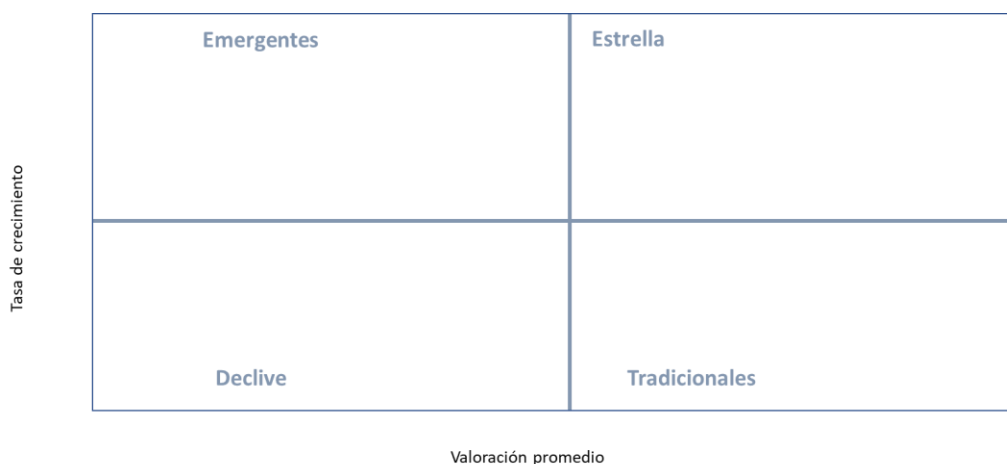 Emergentes
Estrella
Tasa de crecimiento
Declive
Tradicionales
Valoración promedio